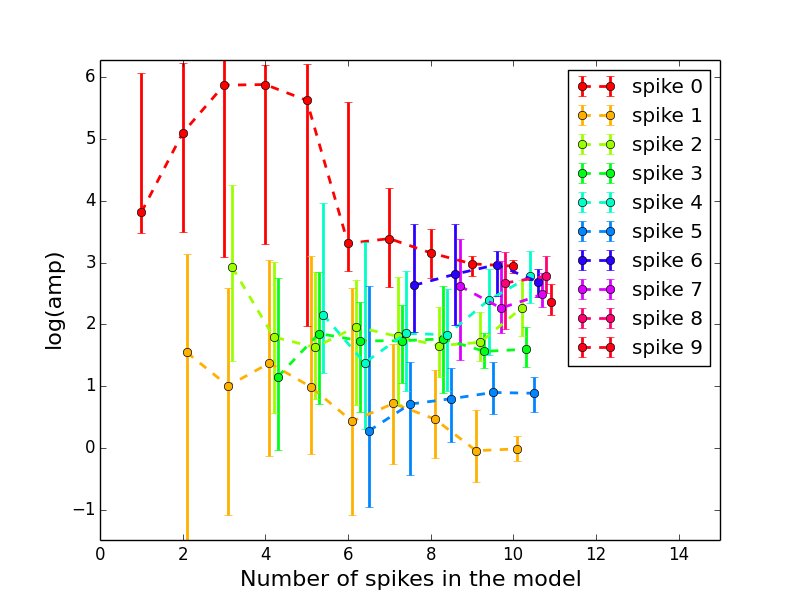 6
5
4
3
2
1
0
−1
log(amp)
0 2 4 6 8 10 12 14
Number of spikes in the model
spike 0
spike 1
spike 2
spike 3
spike 4
spike 5
spike 6
spike 7
spike 8
spike 9